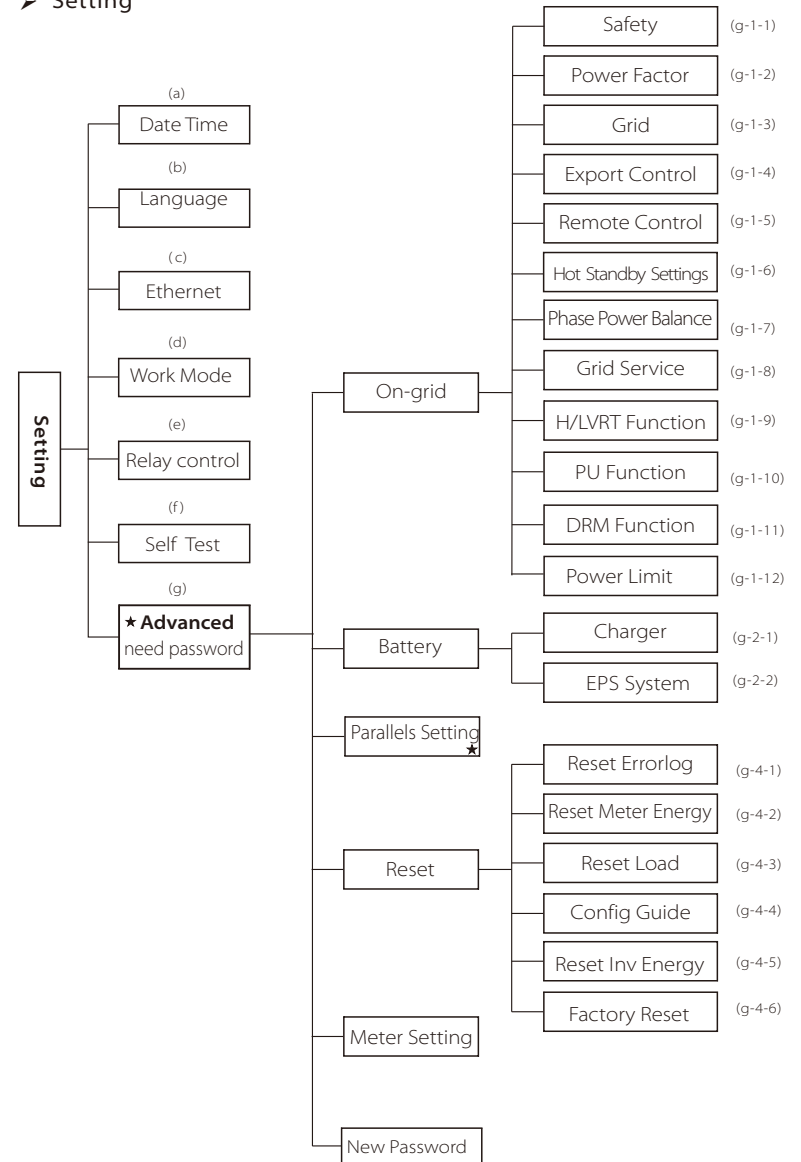 ➤ Setting
Setting
(a)
Date Time
(b)
Language
(c)
Ethernet
(d)
Work Mode
(e)
Relay control
(f)
Self Test
(g)
★ Advanced
need password
On-grid
Safety (g-1-1)
Power Factor (g-1-2)
Grid (g-1-3)
Export Control (g-1-4)
Remote Control (g-1-5)
Hot Standby Settings (g-1-6)
Phase Power Balance (g-1-7)
Grid Service (g-1-8)
H/LVRT Function (g-1-9)
PU Function (g-1-10)
DRM Function (g-1-11)
Power Limit (g-1-12)
Battery
Charger (g-2-1)
EPS System (g-2-2)
Parallels Setting
★
Reset
Reset Errorlog (g-4-1)
Reset Meter Energy (g-4-2)
Reset Load (g-4-3)
Config Guide (g-4-4)
Reset Inv Energy (g-4-5)
Factory Reset (g-4-6)
Meter Setting
New Password